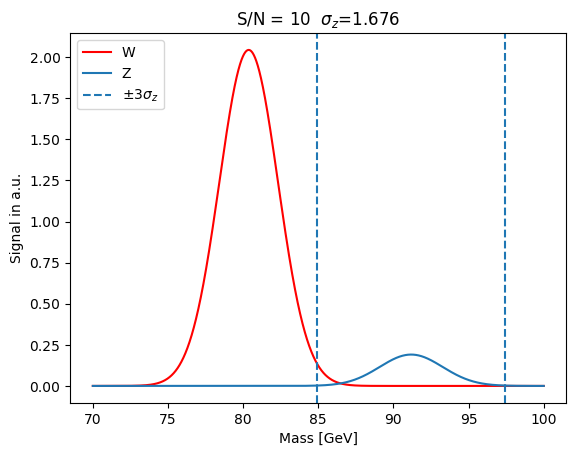 S/N = 10 σz=1.676
W
Z
±3σz
Signal in a.u.
2.00
1.75
1.50
1.25
1.00
0.75
0.50
0.25
0.00
70 75 80 85 90 95 100
Mass [GeV]